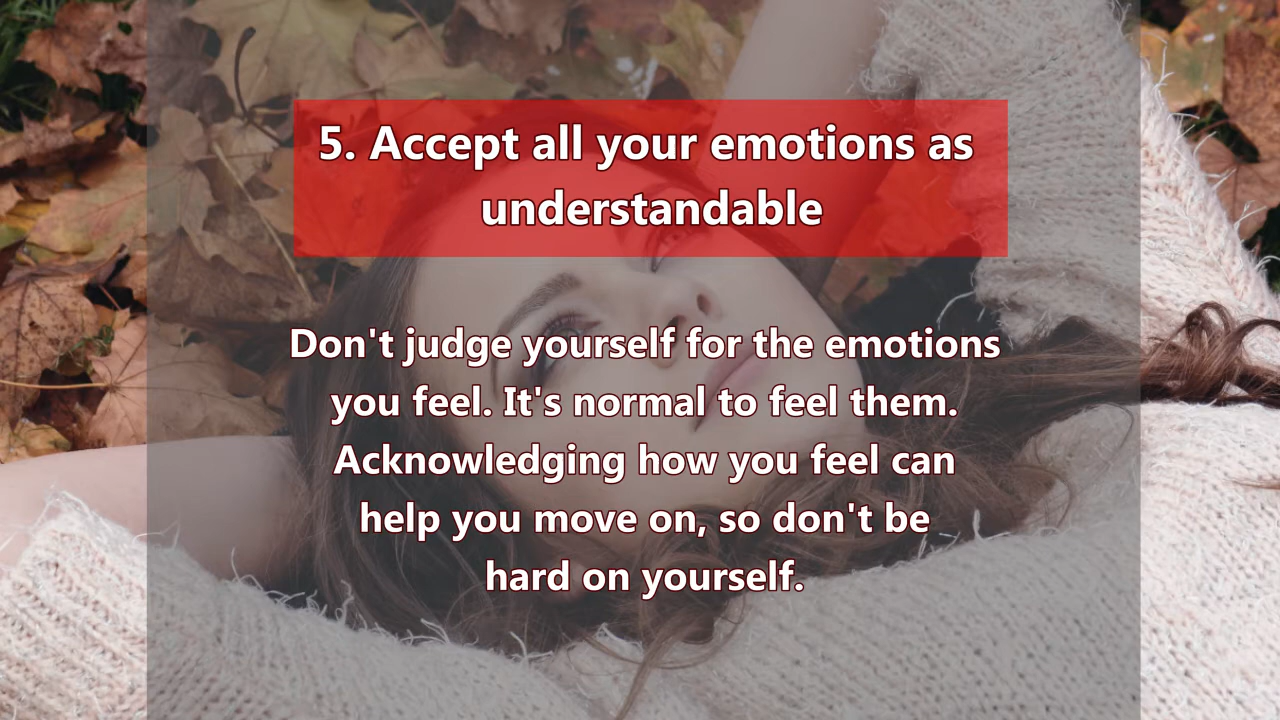 5. Accept all your emotions as
understandable
Don't judge yourself for the emotions
you feel. It's normal to feel them.
Acknowledging how you feel can
help you move on, so don't be
hard on yourself.